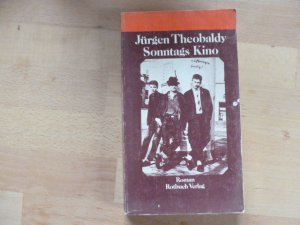 Jürgen Theobaldy
Sonntags Kino
Roman
Rotbuch Verlag